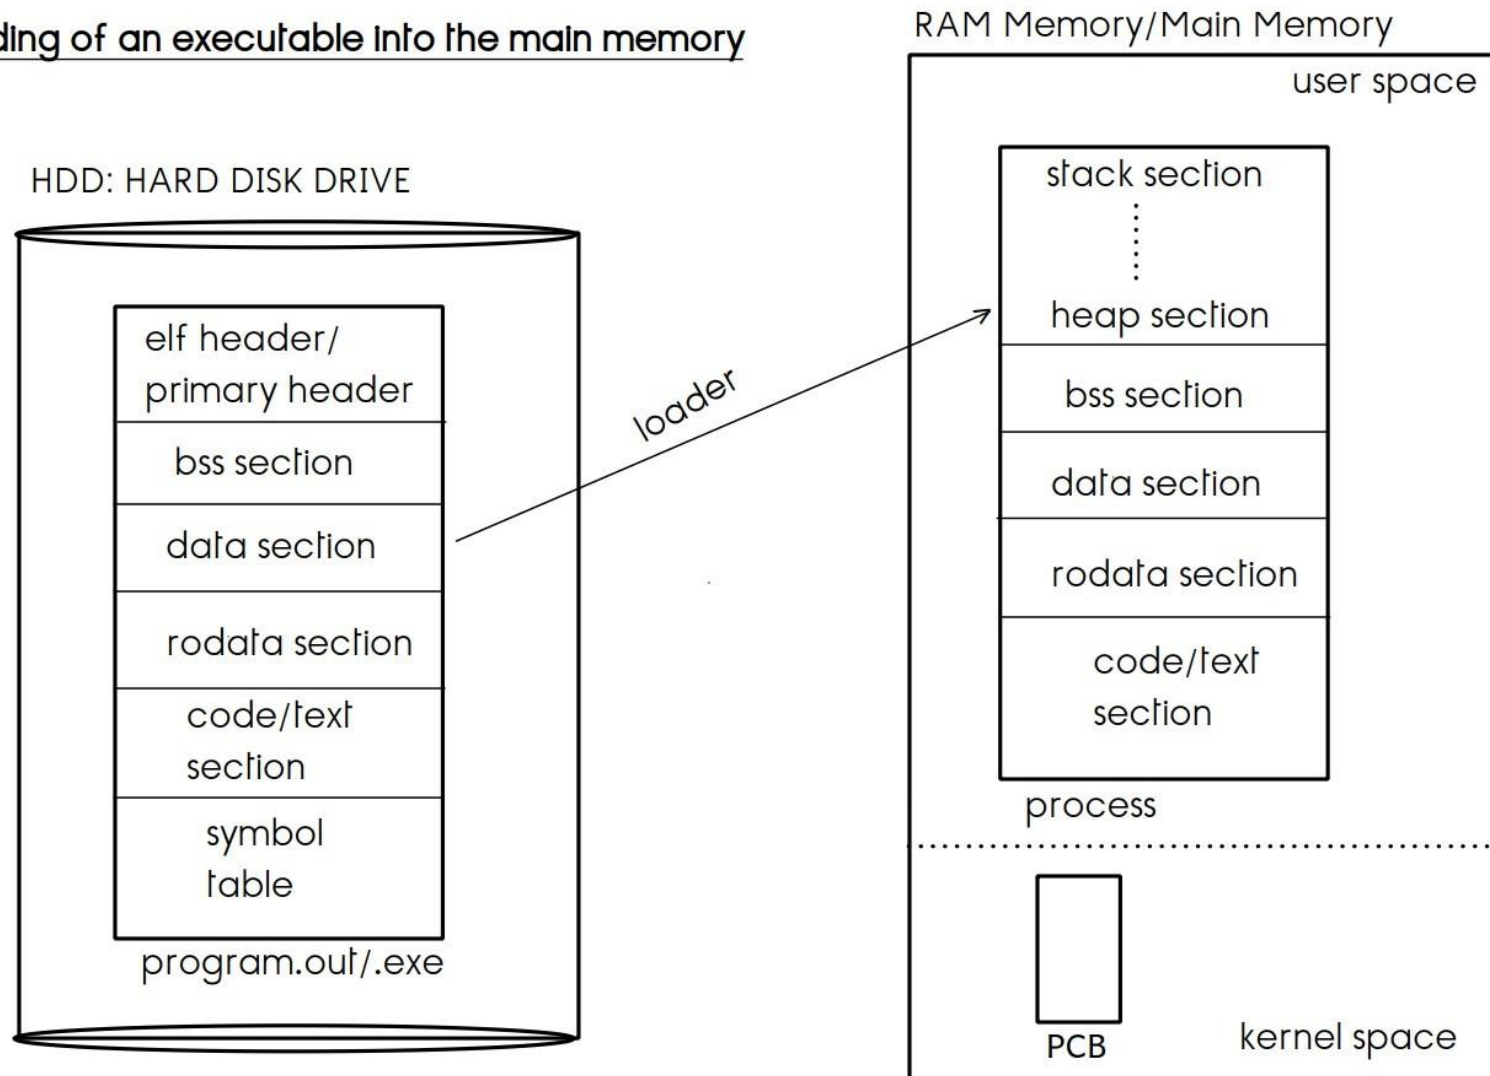 ding of an executable into the main memory
HDD: HARD DISK DRIVE
elf header/
primary header
bss section
data section
rodata section
code/text
section
symbol
table
program.out/.exe
loader
RAM Memory/Main Memory
user space
stack section
heap section
bss section
data section
rodata section
code/text
section
process
PCB
kernel space